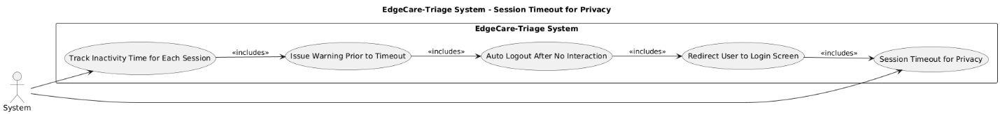 EdgeCare-Triage System - Session Timeout for Privacy
EdgeCare-Triage System
Track Inactivity Time for Each Session
«includes»
Issue Warning Prior to Timeout
«includes»
Auto Logout After No Interaction
«includes»
Redirect User to Login Screen
«includes»
Session Timeout for Privacy
System